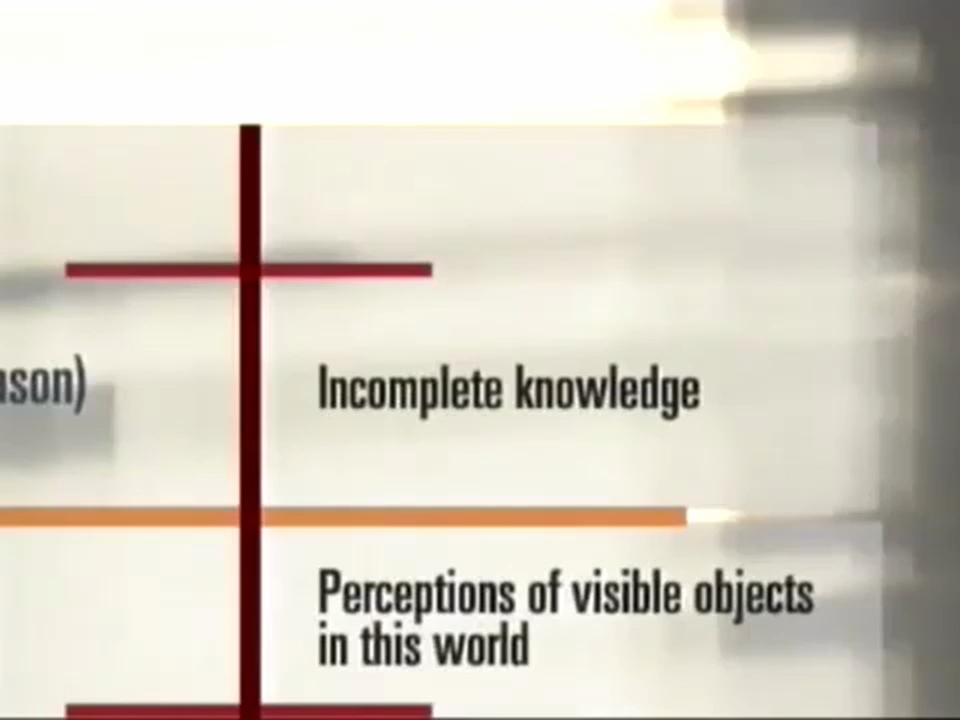 ason)
Incomplete knowledge
Perceptions of visible objects
in this world